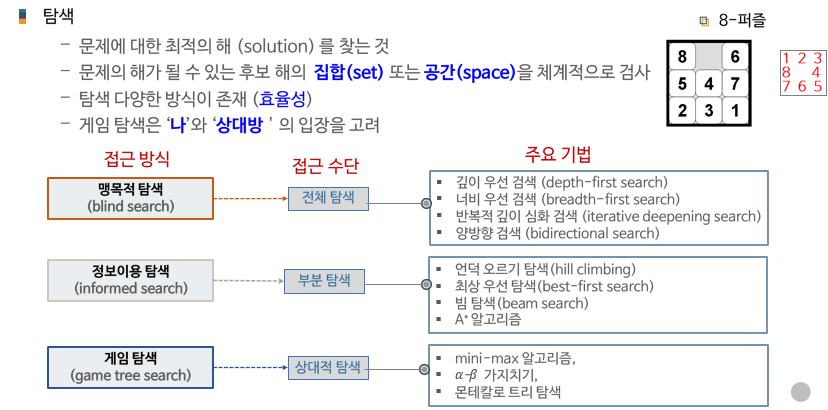 탐색
8-퍼즐
– 문제에 대한 최적의 해 (solution) 를 찾는 것
– 문제의 해가 될 수 있는 후보 해의 집합(set) 또는 공간(space)을 체계적으로 검사
– 탐색 다양한 방식이 존재 (효율성)
– 게임 탐색은 ‘나’와 ‘상대방 ' 의 입장을 고려
8 6
5 4 7
2 3 1
1 2 3
8 4
7 6 5
접근 방식
접근 수단
주요 기법
맹목적 탐색
(blind search)
전체 탐색
▪ 깊이 우선 검색 (depth-first search)
▪ 너비 우선 검색 (breadth-first search)
▪ 반복적 깊이 심화 검색 (iterative deepening search)
▪ 양방향 검색 (bidirectional search)
정보이용 탐색
(informed search)
부분 탐색
▪ 언덕 오르기 탐색(hill climbing)
▪ 최상 우선 탐색(best-first search)
▪ 빔 탐색(beam search)
▪ A* 알고리즘
게임 탐색
(game tree search)
상대적 탐색
▪ mini-max 알고리즘,
▪ α-β 가지치기,
▪ 몬테칼로 트리 탐색